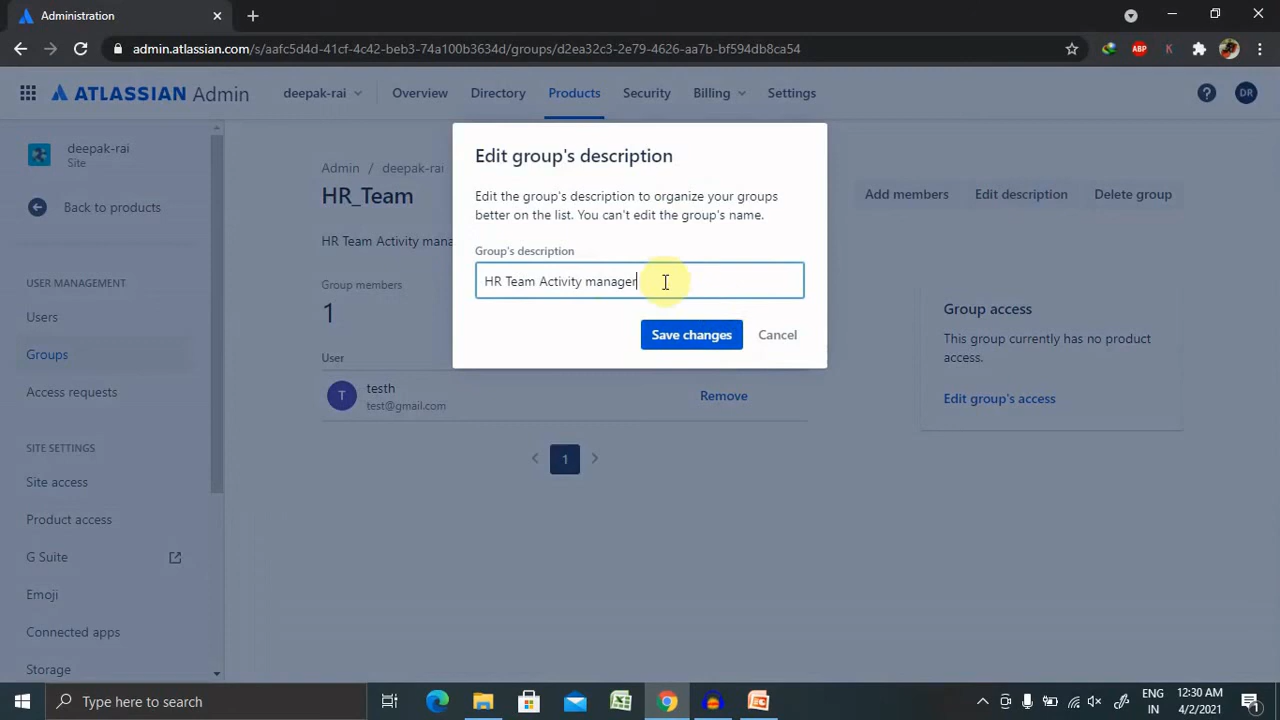 Administration
admin.atlassian.com/s/aafc5d4d-41cf-4c42-beb3-74a100b3634d/groups/d2ea32c3-2e79-4626-aa7b-bf594db8ca54
ABP
K
ATLASSIAN Admin
deepak-rai
Overview
Directory
Products
Security
Billing
Settings
DR
deepak-rai
Site
Back to products
USER MANAGEMENT
Users
Groups
Access requests
SITE SETTINGS
Site access
Product access
G Suite
Emoji
Connected apps
Storage
Admin / deepak-rai
HR_Team
Add members
Edit description
Delete group
HR Team Activity mana
Group members
1
User
T
testh
test@gmail.com
Remove
1
Group access
This group currently has no product
access.
Edit group's access
Edit group's description
Edit the group's description to organize your groups
better on the list. You can't edit the group's name.
Group's description
HR Team Activity manager
Save changes
Cancel
Type here to search
ENG
IN
12:30 AM
4/2/2021
1